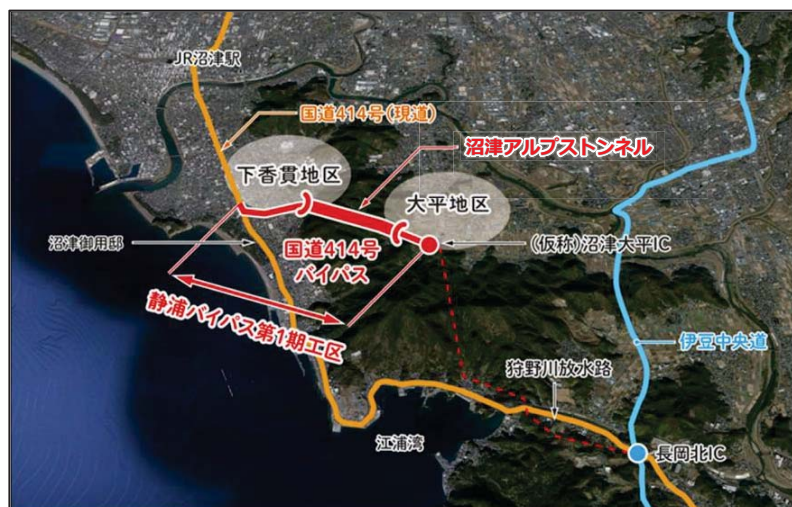 JR沼津駅
国道414号(現道)
沼津アルプストンネル
下香貫地区
大平地区
沼津御用邸
国道414号
バイパス
(仮称)沼津大平IC
静浦バイパス第1期工区
伊豆中央道
狩野川放水路
江浦湾
長岡北IC